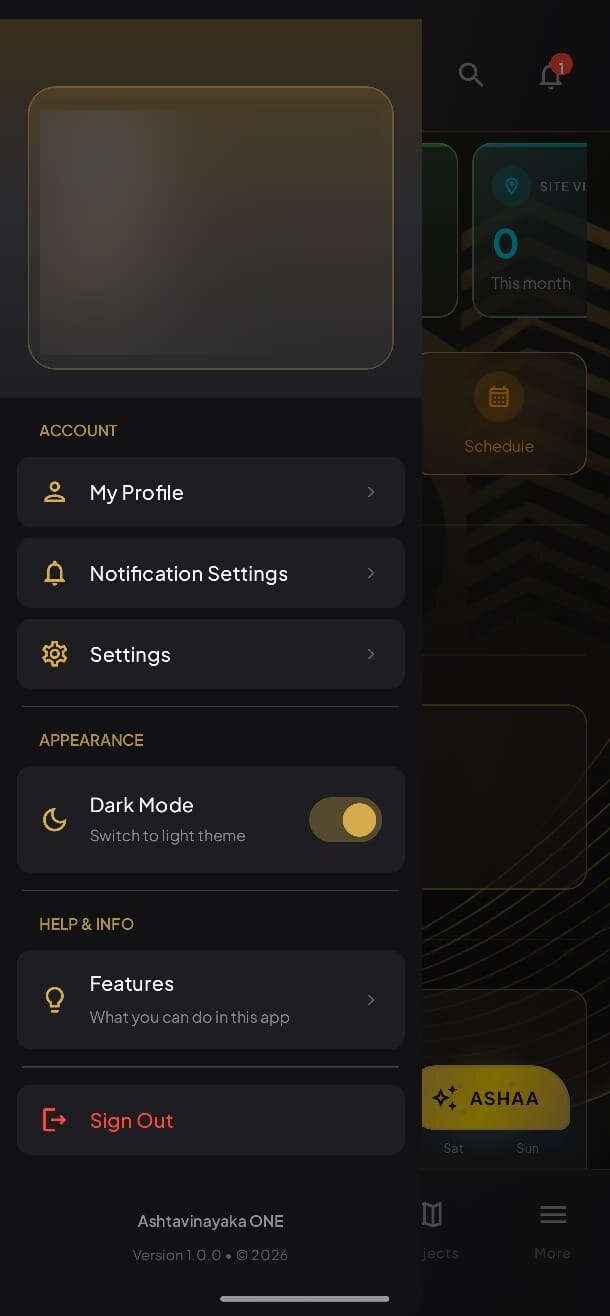 1
SITE VI
0
This month
Schedule
ACCOUNT
My Profile
Notification Settings
Settings
APPEARANCE
Dark Mode
Switch to light theme
HELP & INFO
Features
What you can do in this app
ASHAA
Sat Sun
Sign Out
Ashtavinayaka ONE
Version 1.0.0 • © 2026
jects More